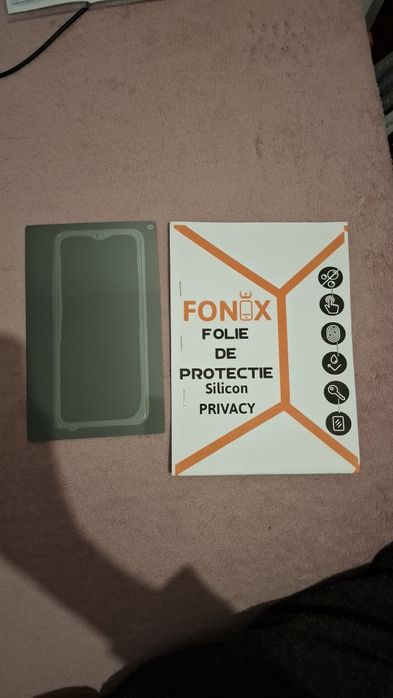 FONIX
FOLIE
DE
PROTECTIE
Silicon
PRIVACY